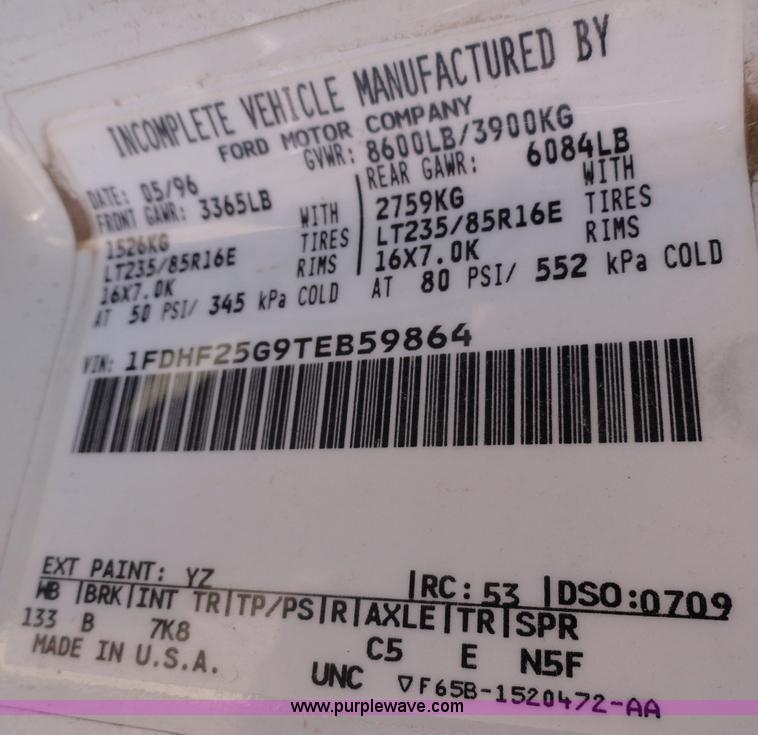 INCOMPLETE VEHICLE MANUFACTURED BY
FORD MOTOR COMPANY
DATE: 05/96 GVWR: 8600LB/3900KG
FRONT GAWR: 3365LB REAR GAWR: 6084LB
1526KG WITH 2759KG WITH
LT235/85R16E TIRES LT235/85R16E TIRES
16X7.0K RIMS 16X7.0K RIMS
AT 50 PSI/ 345 kPa COLD AT 80 PSI/ 552 kPa COLD
VIN: 1FDHF25G9TEB59864
EXT PAINT: YZ |RC: 53 |DSO:0709
WB |BRK|INT TR|TP/PS|R|AXLE|TR|SPR
133 B 7K8 C5 E N5F
MADE IN U.S.A.
UNC ▽F65B-1520472-AA
www.purplewave.com